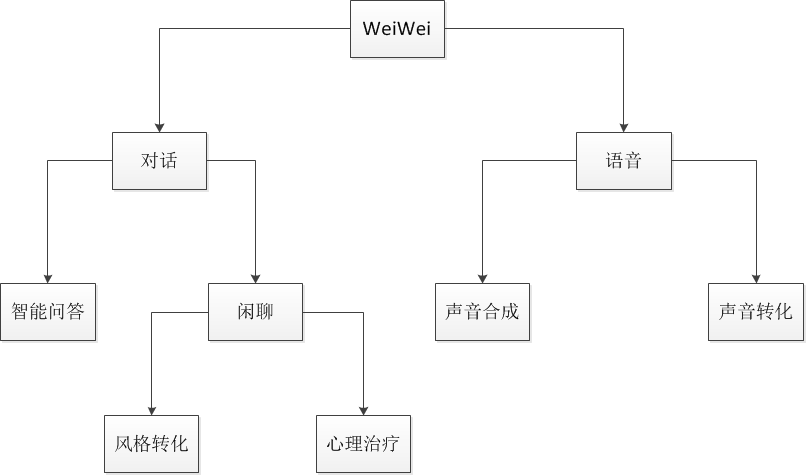 WeiWei
对话
语音
智能问答
闲聊
声音合成
声音转化
风格转化
心理治疗